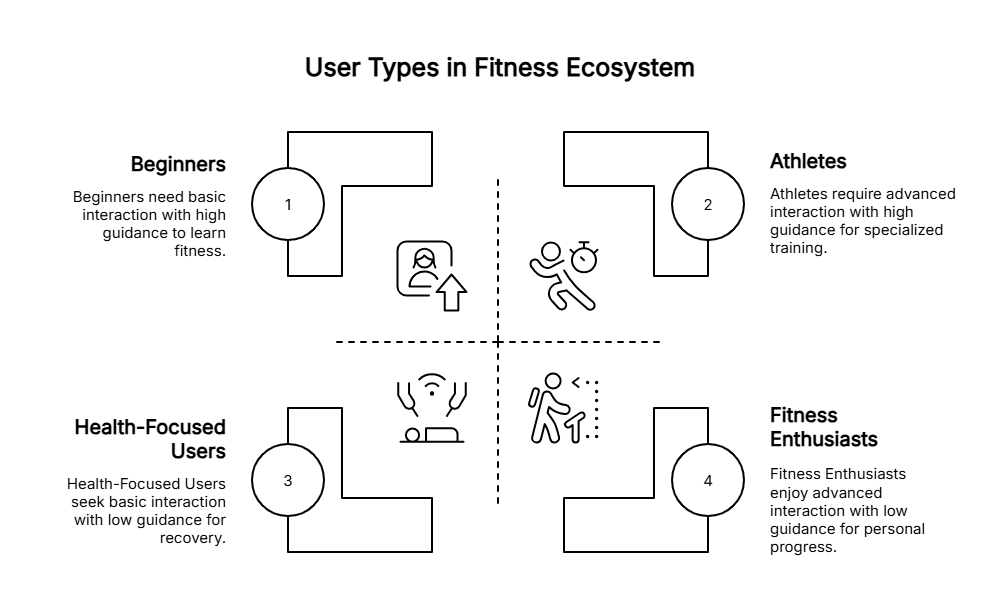 User Types in Fitness Ecosystem
Beginners
Beginners need basic
interaction with high
guidance to learn
fitness.
1
2
Athletes
Athletes require advanced
interaction with high
guidance for specialized
training.
Health-Focused
Users
Health-Focused Users
seek basic interaction
with low guidance for
recovery.
3
4
Fitness
Enthusiasts
Fitness Enthusiasts
enjoy advanced
interaction with low
guidance for personal
progress.